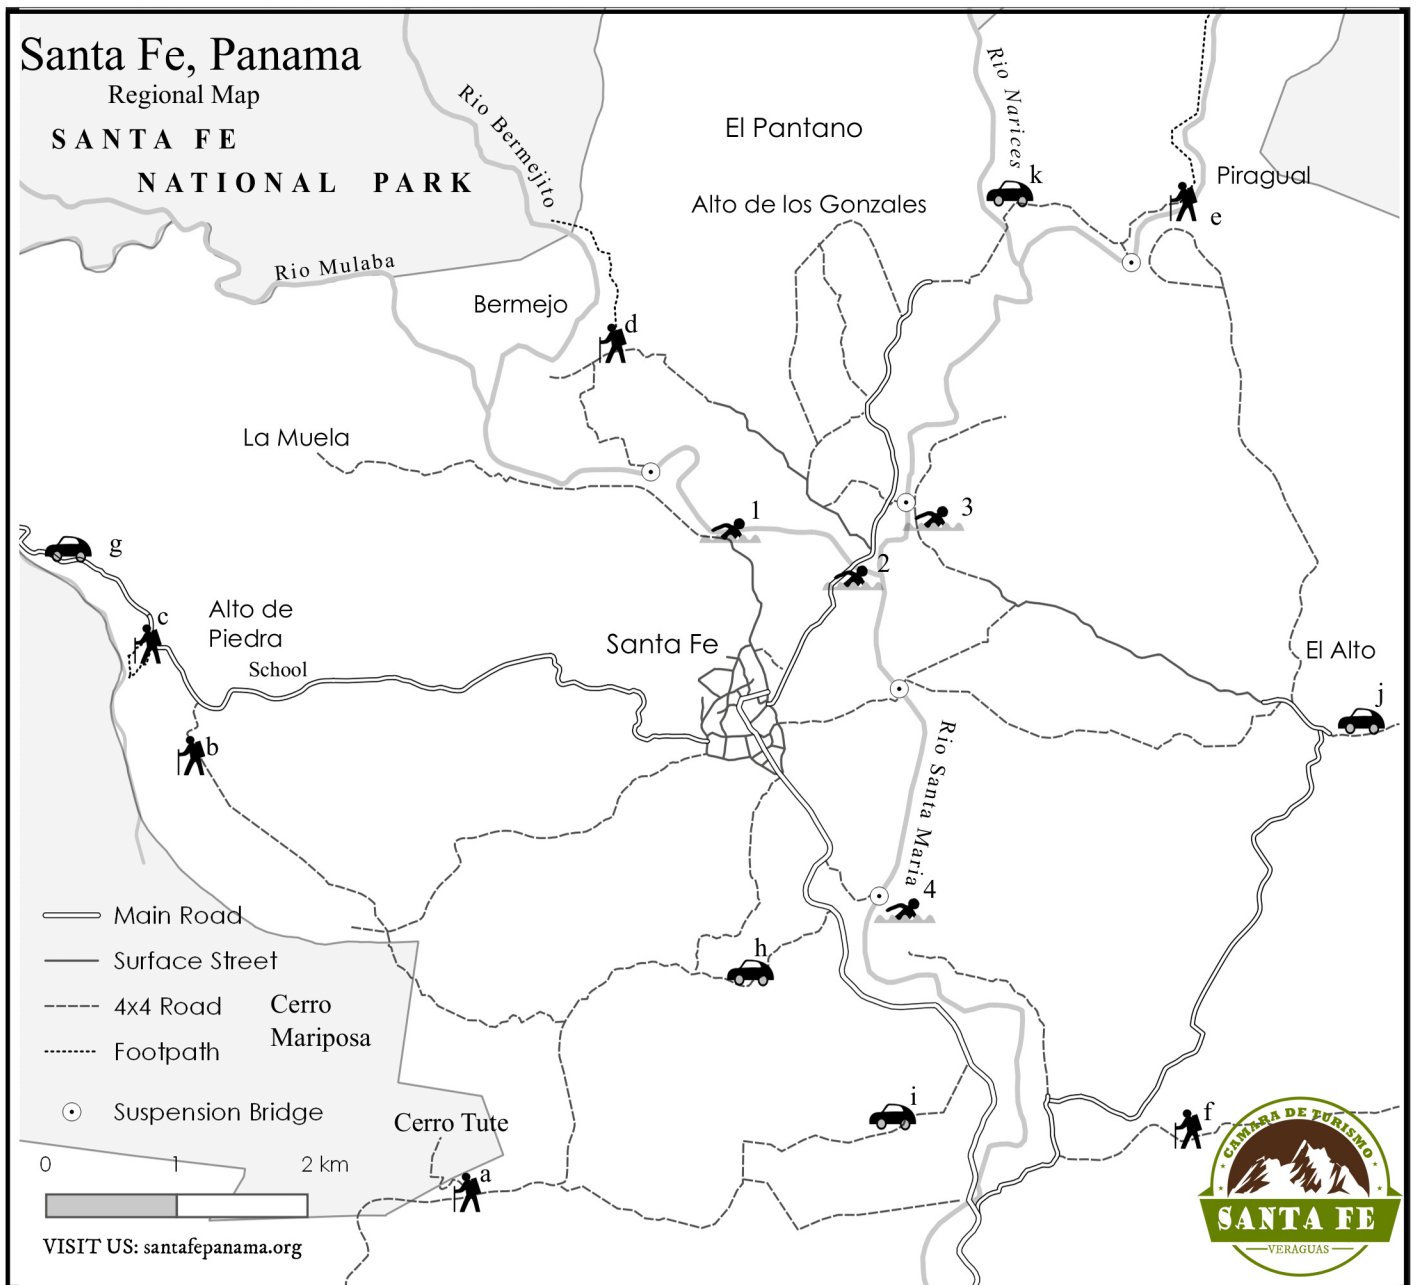 Santa Fe, Panama
Regional Map
SANTA FE
NATIONAL PARK
Rio Bermejito
El Pantano
Rio Narices
k
Piragual
e
Alto de los Gonzales
Rio Mulaba
Bermejo
d
La Muela
1
3
g
2
c
Alto de
Piedra
School
Santa Fe
El Alto
j
b
Rio Santa Maria
4
h
Main Road
Surface Street
4x4 Road
Footpath
Suspension Bridge
Cerro
Mariposa
i
f
Cerro Tute
a
0 1 2 km
VISIT US: santafepanama.org
CAMARA DE TURISMO
SANTA FE
VERAGUAS